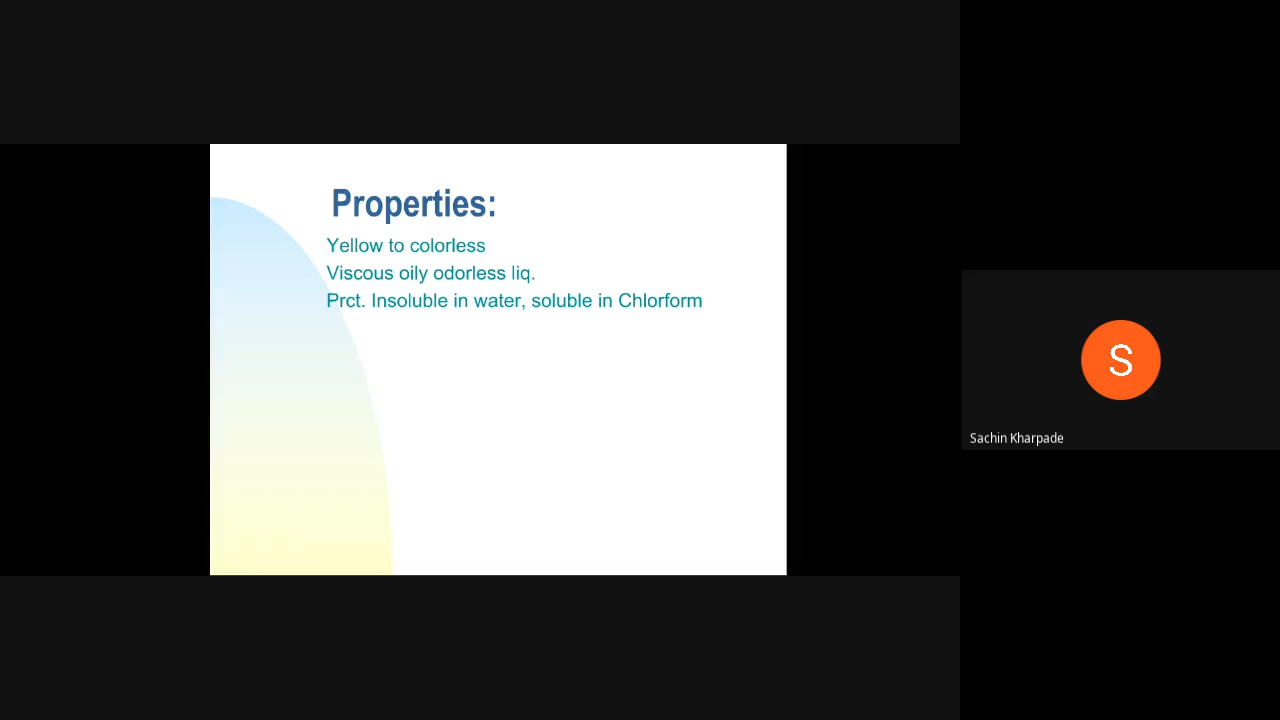 Properties:
Yellow to colorless
Viscous oily odorless liq.
Prct. Insoluble in water, soluble in Chlorform
S
Sachin Kharpade